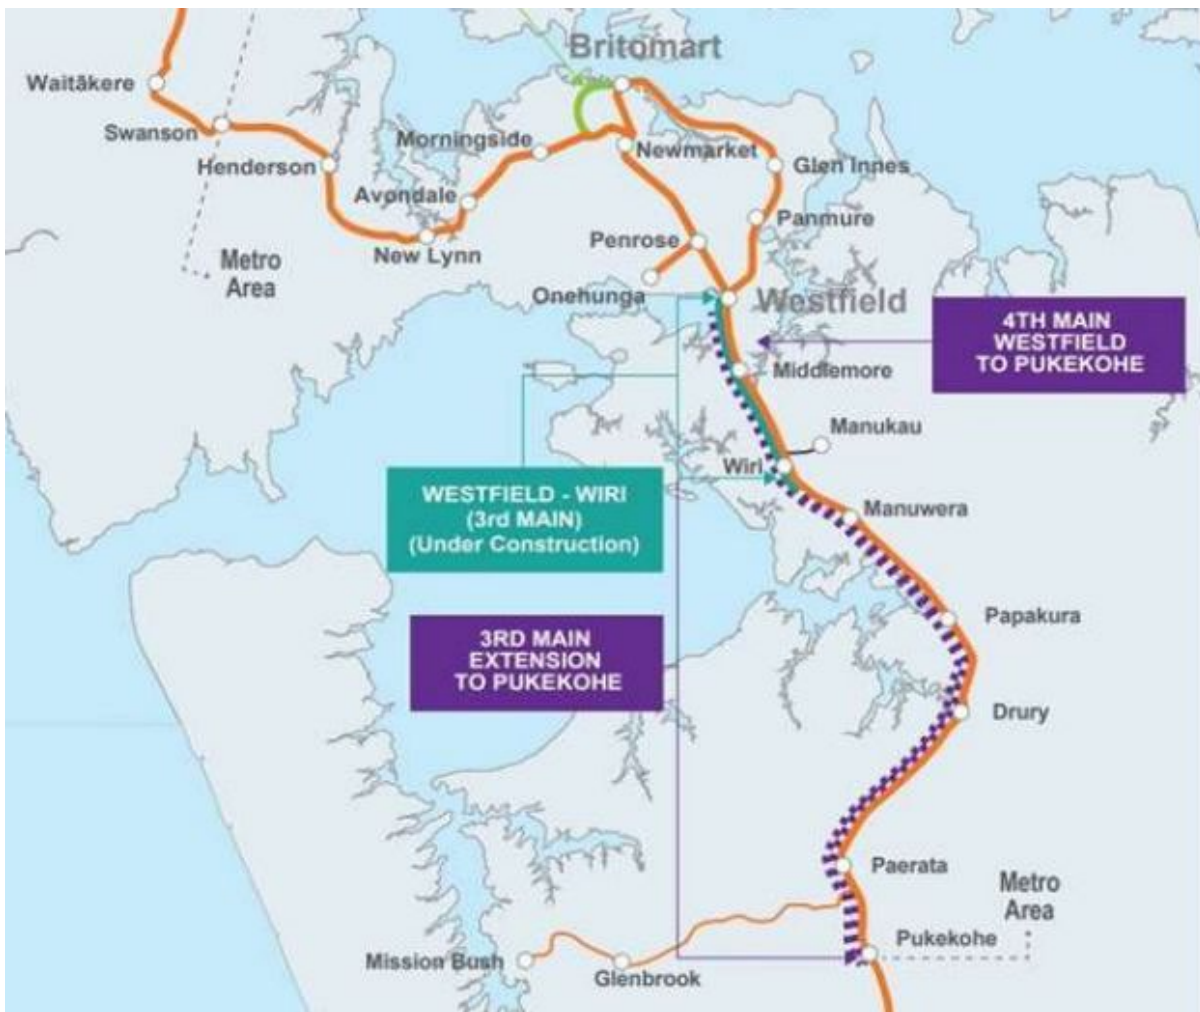 Britomart
Waitākere
Swanson
Morningside
Newmarket
Henderson
Glen Innes
Avondale
Panmure
New Lynn
Penrose
Metro
Area
Onehunga
Westfield
4TH MAIN
WESTFIELD
TO PUKEKOHE
Middlemore
Manukau
Wiri
WESTFIELD - WIRI
(3rd MAIN)
(Under Construction)
Manuwera
Papakura
3RD MAIN
EXTENSION
TO PUKEKOHE
Drury
Paerata
Metro
Area
Pukekohe
Mission Bush
Glenbrook